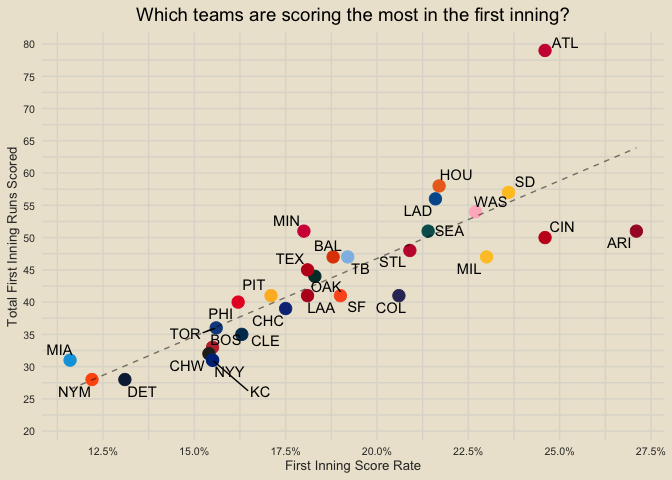 Which teams are scoring the most in the first inning?
Total First Inning Runs Scored
80
75
70
65
60
55
50
45
40
35
30
25
20
ATL
HOU
SD
LAD
WAS
MIN
SEA
CIN
ARI
BAL
TEX
TB
STL
MIL
PIT
OAK
PHI
CHC
LAA
SF
COL
TOR
BOS
CLE
MIA
CHW
NYY
NYM
DET
KC
12.5%
15.0%
17.5%
20.0%
22.5%
25.0%
27.5%
First Inning Score Rate